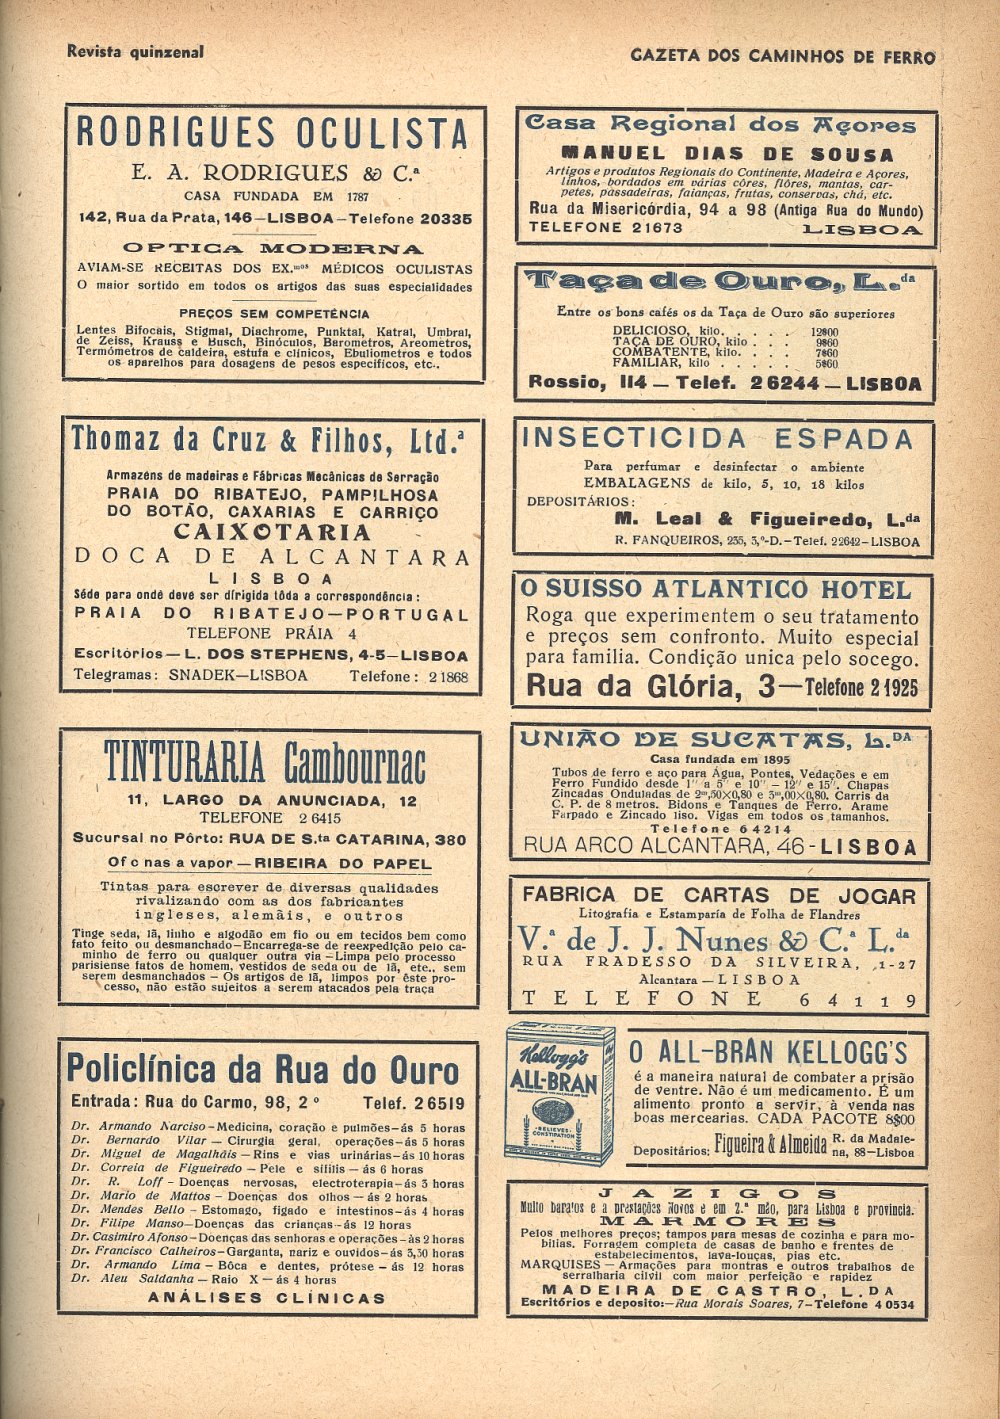 Revista quinzenal
GAZETA DOS CAMINHOS DE FERRO
RODRIGUES OCULISTA
E. A. RODRIGUES & C.ª
CASA FUNDADA EM 1787
142, Rua da Prata, 146—LISBOA—Telefone 20335
OPTICA MODERNA
AVIAM-SE RECEITAS DOS EX.mos MÉDICOS OCULISTAS
O maior sortido em todos os artigos das suas especialidades
PREÇOS SEM COMPETÊNCIA
Lentes Bifocais, Stigmal, Diachrome, Punktal, Katral, Umbral,
de Zeiss, Krauss e Busch, Binóculos, Barometros, Areometros,
Termómetros de caldeira, estufa e clínicos, Ebuliometros e todos
os aparelhos para dosagens de pesos específicos, etc..
Thomaz da Cruz & Filhos, Ltd.ª
Armazens de madeiras e Fábricas Mecânicas de Serração
PRAIA DO RIBATEJO, PAMPILHOSA
DO BOTÃO, CAXARIAS E CARRIÇO
CAIXOTARIA
DOCA DE ALCANTARA
LISBOA
Séde para onde deve ser dirigida tôda a correspondência:
PRAIA DO RIBATEJO—PORTUGAL
TELEFONE PRÁIA 4
Escritórios—L. DOS STEPHENS, 4-5—LISBOA
Telegramas: SNADEK—LISBOA Telefone: 2 1868
TINTURARIA Cambournac
11, LARGO DA ANUNCIADA, 12
TELEFONE 2 6415
Sucursal no Pôrto: RUA DE S.ta CATARINA, 380
Of c nas a vapor—RIBEIRA DO PAPEL
Tintas para escrever de diversas qualidades
rivalizando com as dos fabricantes
ingleses, alemãis, e outros
Tinge seda, lã, linho e algodão em fio ou em tecidos bem como
fato feito ou desmanchado—Encarrega-se de reexpedição pelo ca-
minho de ferro ou qualquer outra via—Limpa pelo processo
parisiense fatos de homem, vestidos de seda ou de lã, etc., sem
serem desmanchados — Os artigos de lã, limpos por êste pro-
cesso, não estão sujeitos a serem atacados pela traça
Policlínica da Rua do Ouro
Entrada: Rua do Carmo, 98, 2º Telef. 2 6519
Dr. Armando Narciso—Medicina, coração e pulmões—ás 5 horas
Dr. Bernardo Vilar — Cirurgia geral, operações—ás 5 horas
Dr. Miguel de Magalhãis — Rins e vias urinárias—ás 10 horas
Dr. Correia de Figueiredo — Pele e sífilis — ás 6 horas
Dr. R. Loff — Doenças nervosas, electroterapia—ás 3 horas
Dr. Mario de Mattos — Doenças dos olhos — ás 2 horas
Dr. Mendes Bello — Estomago, fígado e intestinos—ás 4 horas
Dr. Filipe Manso—Doenças das crianças—ás 12 horas
Dr. Casimiro Afonso—Doenças das senhoras e operações—ás 2 horas
Dr. Francisco Calheiros—Garganta, nariz e ouvidos—ás 3,30 horas
Dr. Armando Lima — Bôca e dentes, prótese — ás 12 horas
Dr. Aleu Saldanha — Raio X — ás 4 horas
ANÁLISES CLÍNICAS
Casa Regional dos Açores
MANUEL DIAS DE SOUSA
Artigos e produtos Regionais do Continente, Madeira e Açores,
linhos, bordados em várias côres, flôres, mantas, car-
petes, passadeiras, faianças, frutas, conservas, chá, etc.
Rua da Misericórdia, 94 a 98 (Antiga Rua do Mundo)
TELEFONE 21673 LISBOA
Taça de Ouro, L.da
Entre os bons cafés os da Taça de Ouro são superiores
DELICIOSO, kilo. . . . . 12$00
TAÇA DE OURO, kilo . . . 9$60
COMBATENTE, kilo. . . . 7$60
FAMILIAR, kilo . . . . . 5$60
Rossio, 114 — Telef. 2 6244 — LISBOA
INSECTICIDA ESPADA
Para perfumar e desinfectar o ambiente
EMBALAGENS de kilo, 5, 10, 18 kilos
DEPOSITÁRIOS:
M. Leal & Figueiredo, L.da
R. FANQUEIROS, 235, 3.º-D.—Telef. 22642—LISBOA
O SUISSO ATLANTICO HOTEL
Roga que experimentem o seu tratamento
e preços sem confronto. Muito especial
para familia. Condição unica pelo socego.
Rua da Glória, 3—Telefone 2 1925
UNIÃO DE SUCATAS, L.DA
Casa fundada em 1895
Tubos de ferro e aço para Água, Pontes, Vedações e em
Ferro Fundido desde 1" a 5" e 10" — 12" e 15". Chapas
Zincadas Onduladas de 2m,50×0,80 e 3m,00×0,80. Carris da
C. P. de 8 metros. Bidons e Tanques de Ferro. Arame
Farpado e Zincado liso. Vigas em todos os tamanhos.
Telefone 64214
RUA ARCO ALCANTARA, 46 - LISBOA
FABRICA DE CARTAS DE JOGAR
Litografia e Estamparía de Folha de Flandres
V.ª de J. J. Nunes & C.ª L.da
RUA FRADESSO DA SILVEIRA, 1-27
Alcantara — LISBOA
TELEFONE 64119
Kellogg's
ALL-BRAN
RELIEVES
CONSTIPATION
O ALL-BRAN KELLOGG'S
é a maneira natural de combater a prisão
de ventre. Não é um medicamento. É um
alimento pronto a servir, à venda nas
boas mercearias. CADA PACOTE 8$00
Depositários: Figueira & Almeida R. da Madale-
na, 88—Lisboa
JAZIGOS
Muito baratos e a prestações Novos e em 2.ª mão, para Lisboa e provincia.
MARMORES
Pelos melhores preços; tampos para mesas de cozinha e para mo-
bilias. Forragem completa de casas de banho e frentes de
estabelecimentos, lava-louças, pias etc.
MARQUISES — Armações para montras e outros trabalhos de
serralharia cilvil com maior perfeição e rapidez
MADEIRA DE CASTRO, L.DA
Escritórios e deposito:—Rua Morais Soares, 7—Telefone 4 0534